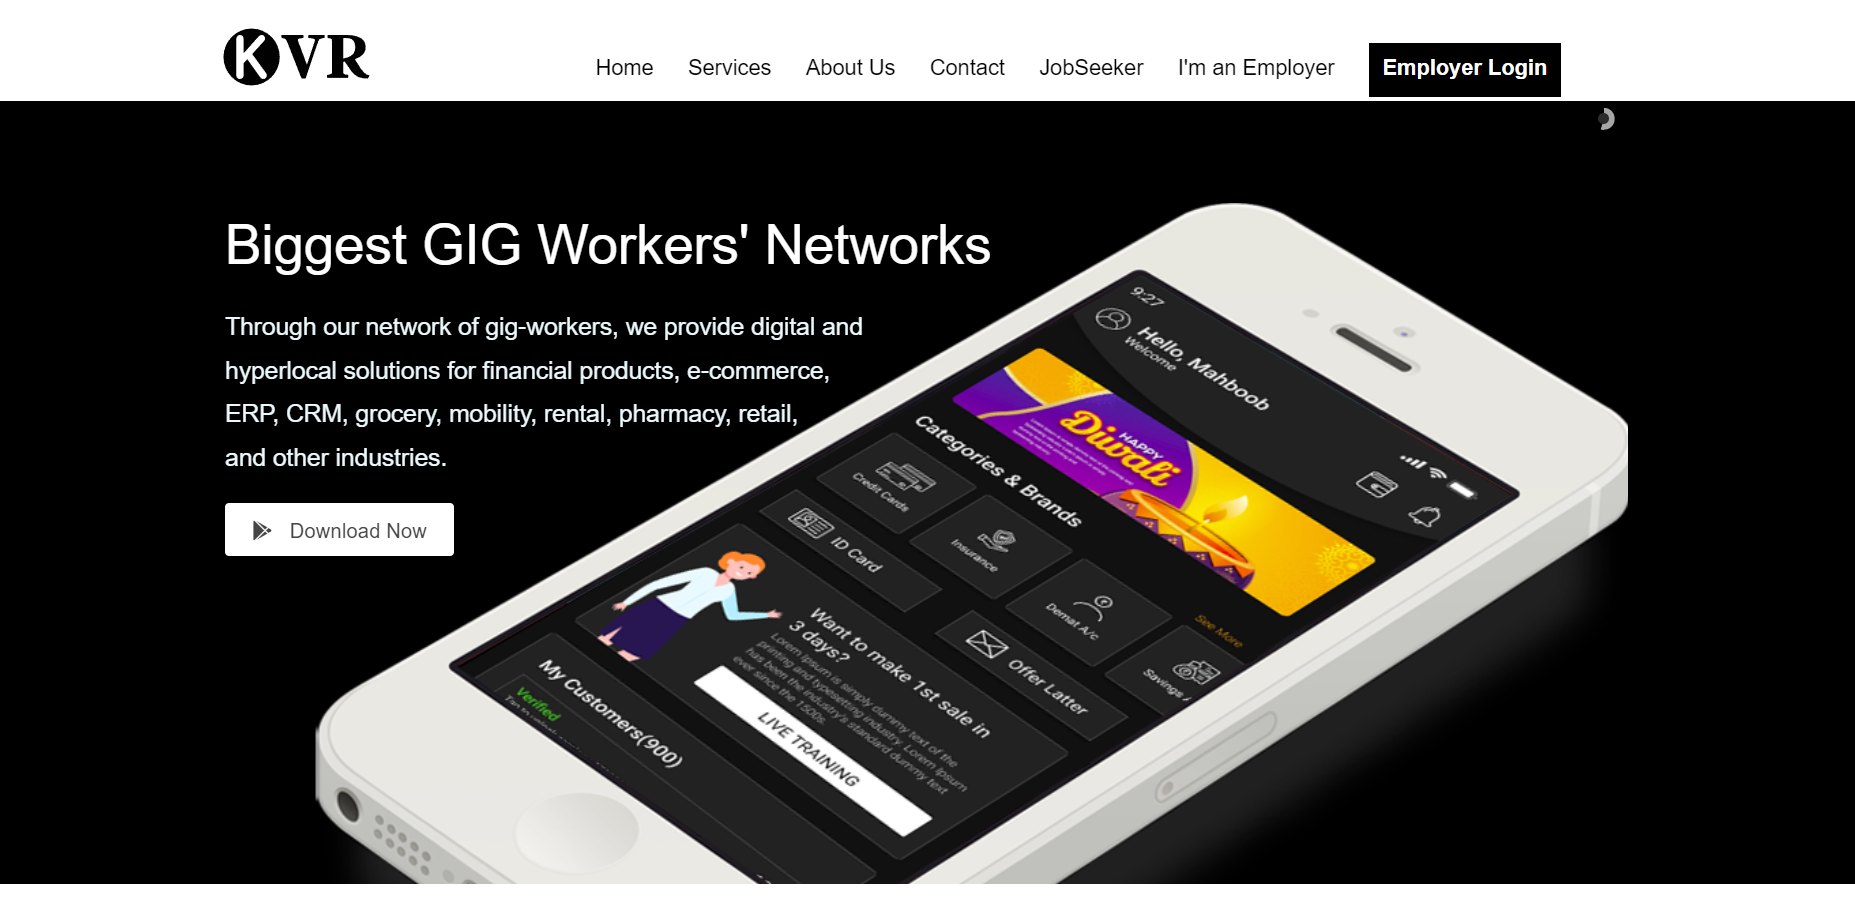 KVR
Home Services About Us Contact JobSeeker I'm an Employer Employer Login
Biggest GIG Workers' Networks
Through our network of gig-workers, we provide digital and
hyperlocal solutions for financial products, e-commerce,
ERP, CRM, grocery, mobility, rental, pharmacy, retail,
and other industries.
Download Now
9:27
Hello, Mahboob
Welcome
HAPPY
Diwali
Categories & Brands
See More
Credit Cards
Insurance
Demat A/c
Savings
ID Card
Offer Latter
Want to make 1st sale in
3 days?
Lorem Ipsum is simply dummy text of the
printing and typesetting industry. Lorem Ipsum
has been the industry's standard dummy text
ever since the 1500s.
LIVE TRAINING
My Customers(900)
Verified